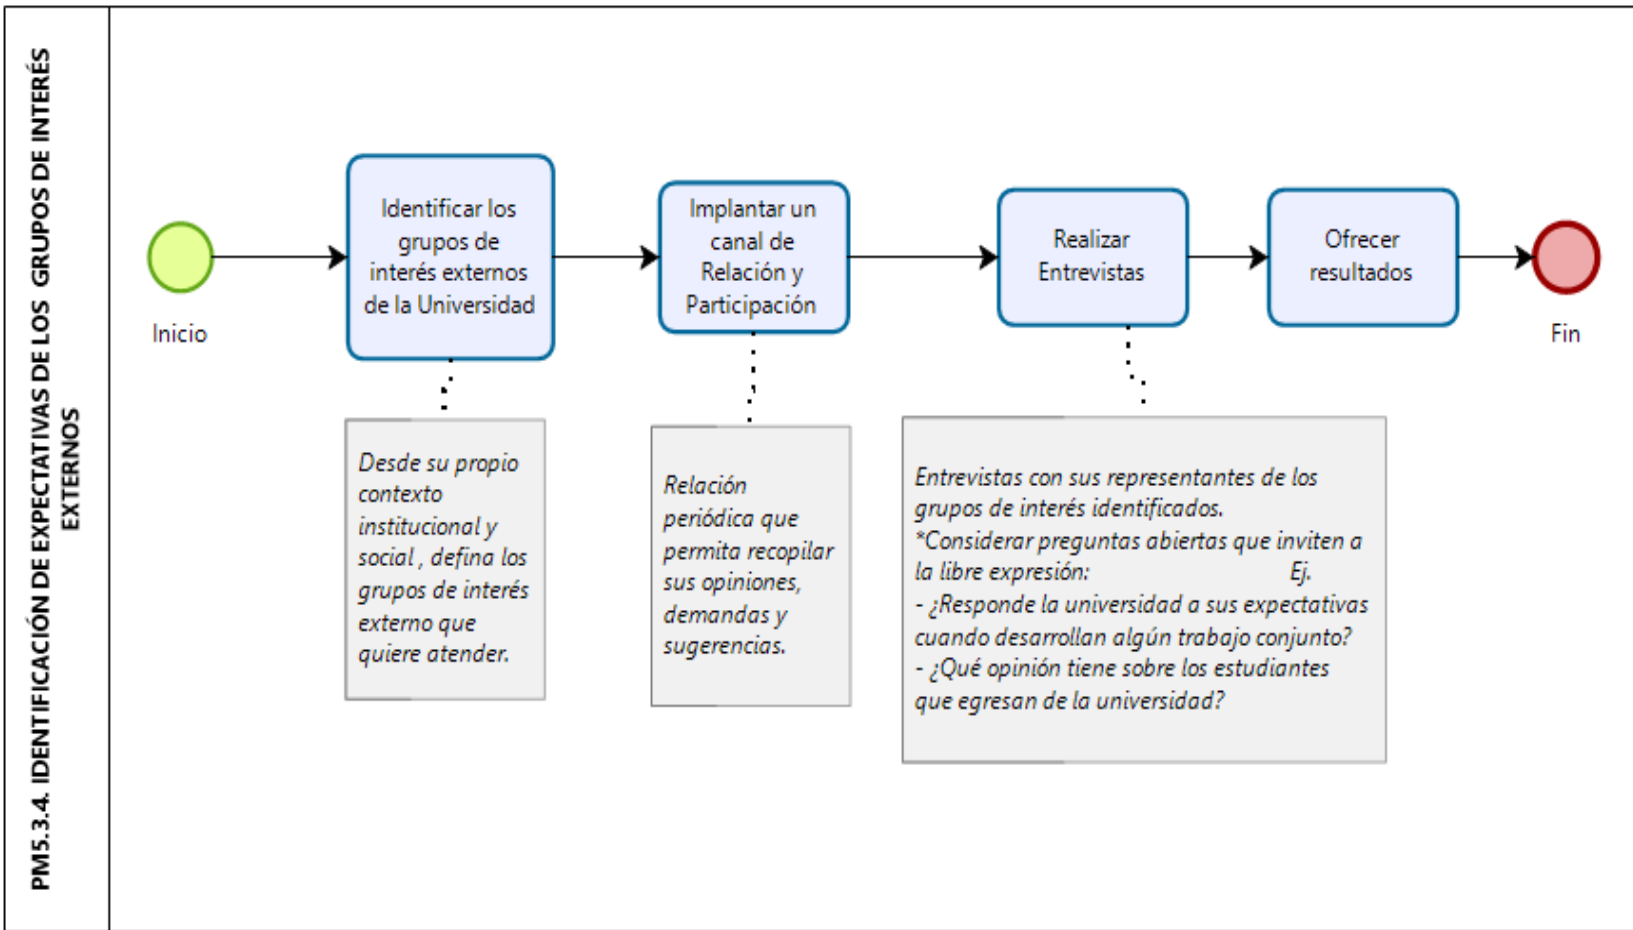 PM5.3.4. IDENTIFICACIÓN DE EXPECTATIVAS DE LOS GRUPOS DE INTERÉS
EXTERNOS
Inicio
Identificar los
grupos de
interés externos
de la Universidad
Implantar un
canal de
Relación y
Participación
Realizar
Entrevistas
Ofrecer
resultados
Fin
Desde su propio
contexto
institucional y
social , defina los
grupos de interés
externo que
quiere atender.
Relación
periódica que
permita recopilar
sus opiniones,
demandas y
sugerencias.
Entrevistas con sus representantes de los
grupos de interés identificados.
*Considerar preguntas abiertas que inviten a
la libre expresión: Ej.
- ¿Responde la universidad a sus expectativas
cuando desarrollan algún trabajo conjunto?
- ¿Qué opinión tiene sobre los estudiantes
que egresan de la universidad?